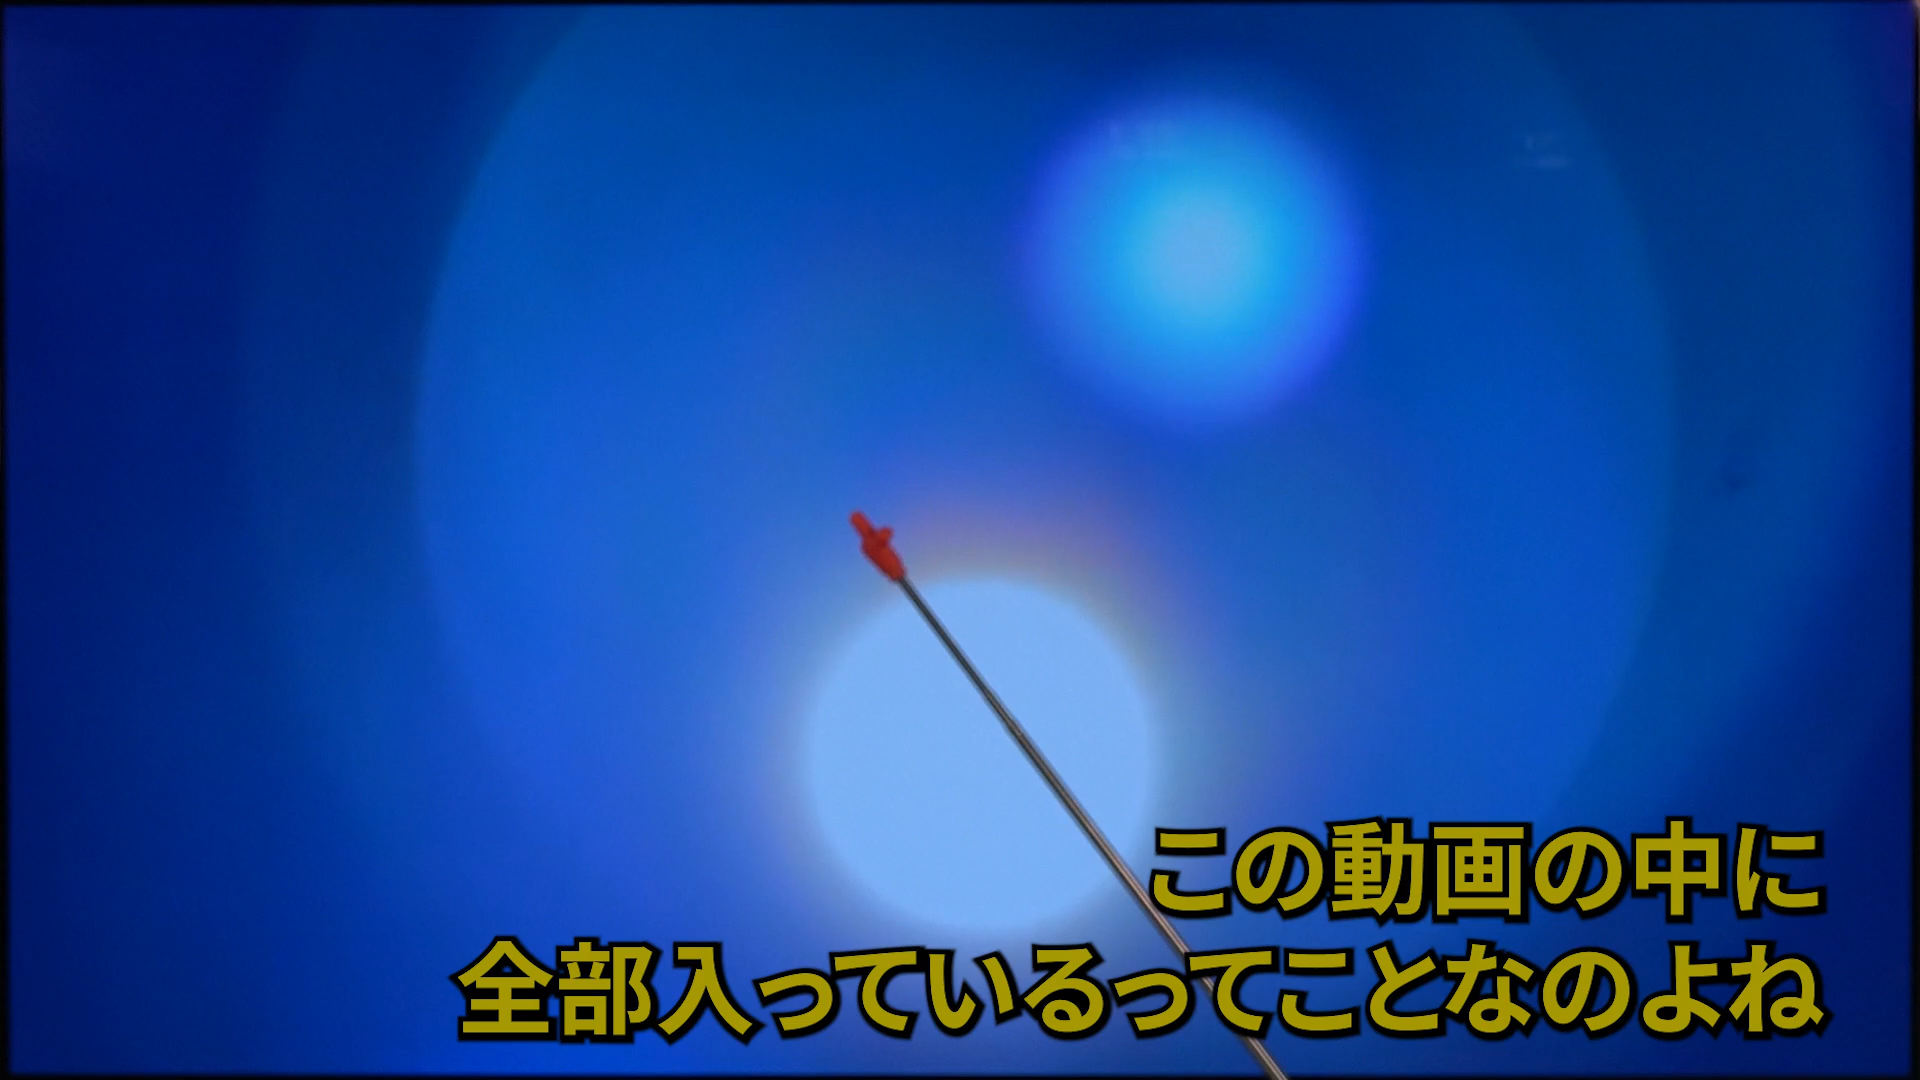 この動画の中に
全部入っているってことなのよね